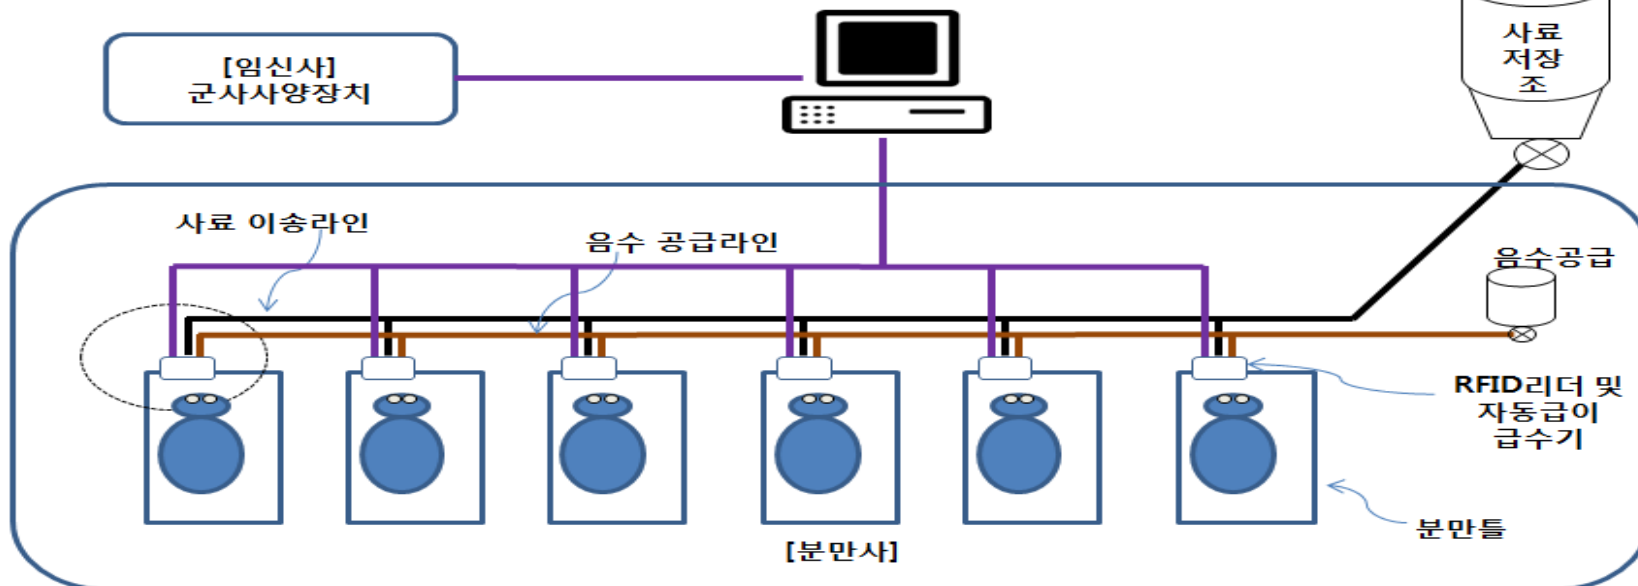 [임신사]
군사사양장치
사료
저장
조
사료 이송라인
음수 공급라인
음수공급
RFID리더 및
자동급이
급수기
분만틀
[분만사]